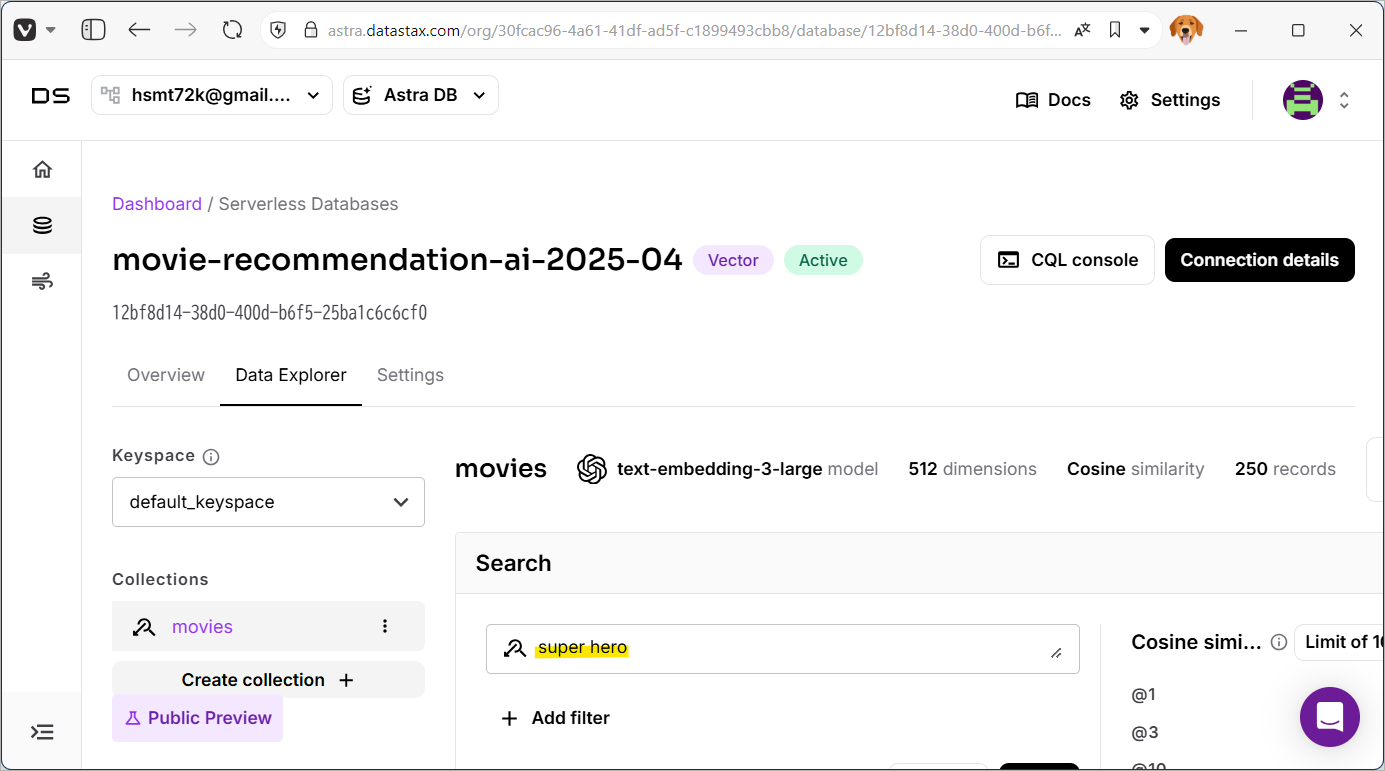 astra.datastax.com/org/30fcac96-4a61-41df-ad5f-c1899493cbb8/database/12bf8d14-38d0-400d-b6f...
DS hsmt72k@gmail.... Astra DB Docs Settings
Dashboard / Serverless Databases
movie-recommendation-ai-2025-04 Vector Active CQL console Connection details
12bf8d14-38d0-400d-b6f5-25ba1c6c6cf0
Overview Data Explorer Settings
Keyspace
default_keyspace
Collections
movies
Create collection +
Public Preview
movies text-embedding-3-large model 512 dimensions Cosine similarity 250 records
Search
super hero
+ Add filter
Cosine simi... Limit of 10
@1
@3
@10